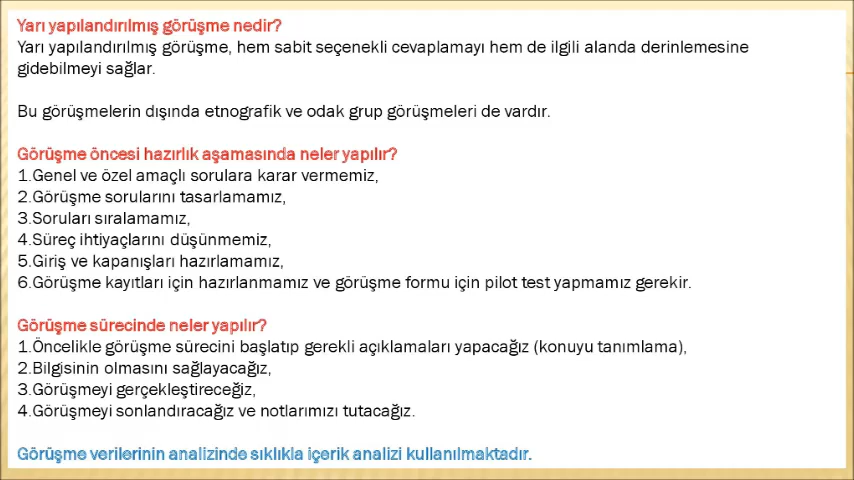 Yarı yapılandırılmış görüşme nedir?
Yarı yapılandırılmış görüşme, hem sabit seçenekli cevaplamayı hem de ilgili alanda derinlemesine
gidebilmeyi sağlar.
Bu görüşmelerin dışında etnografik ve odak grup görüşmeleri de vardır.
Görüşme öncesi hazırlık aşamasında neler yapılır?
1.Genel ve özel amaçlı sorulara karar vermemiz,
2.Görüşme sorularını tasarlamamız,
3.Soruları sıralamamız,
4.Süreç ihtiyaçlarını düşünmemiz,
5.Giriş ve kapanışları hazırlamamız,
6.Görüşme kayıtları için hazırlanmamız ve görüşme formu için pilot test yapmamız gerekir.
Görüşme sürecinde neler yapılır?
1.Öncelikle görüşme sürecini başlatıp gerekli açıklamaları yapacağız (konuyu tanımlama),
2.Bilgisinin olmasını sağlayacağız,
3.Görüşmeyi gerçekleştireceğiz,
4.Görüşmeyi sonlandıracağız ve notlarımızı tutacağız.
Görüşme verilerinin analizinde sıklıkla içerik analizi kullanılmaktadır.